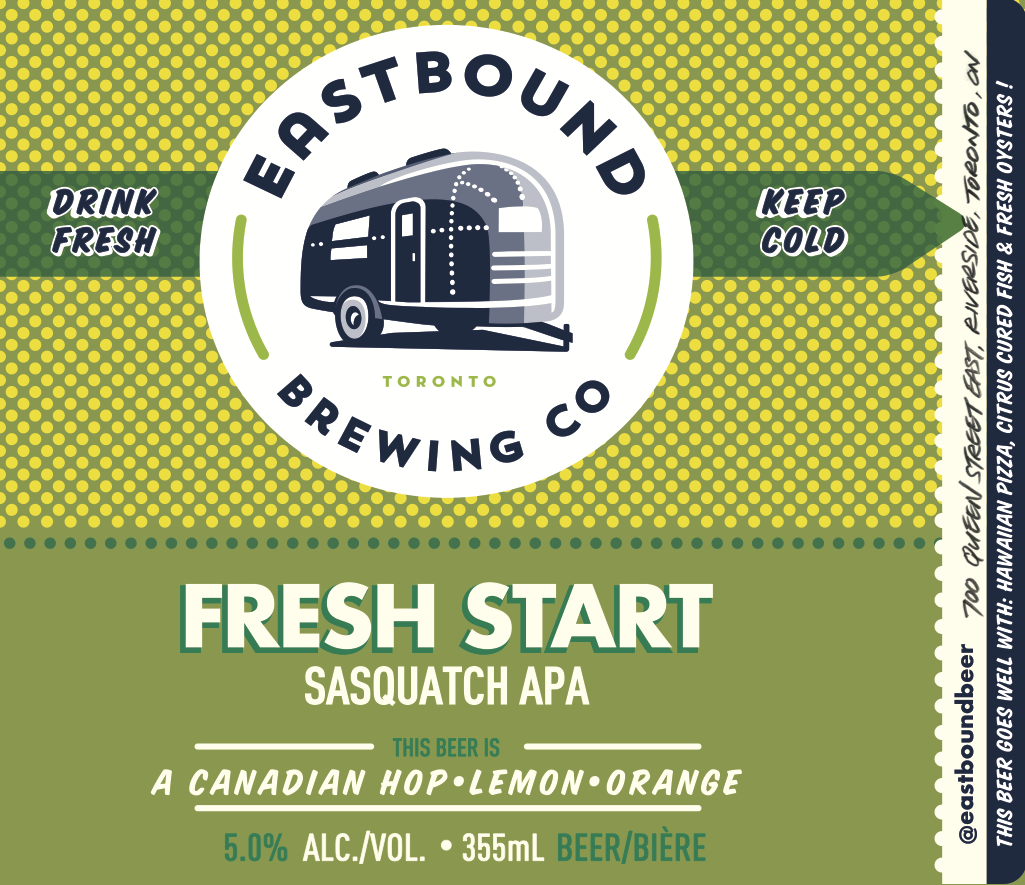 EASTBOUND
DRINK
FRESH
KEEP
COLD
TORONTO
BREWING CO
FRESH START
SASQUATCH APA
THIS BEER IS
A CANADIAN HOP•LEMON•ORANGE
5.0% ALC./VOL. • 355mL BEER/BIÈRE
@eastboundbeer 700 QUEEN STREET EAST, RIVERSIDE, TORONTO, ON
THIS BEER GOES WELL WITH: HAWAIIAN PIZZA, CITRUS CURED FISH & FRESH OYSTERS !